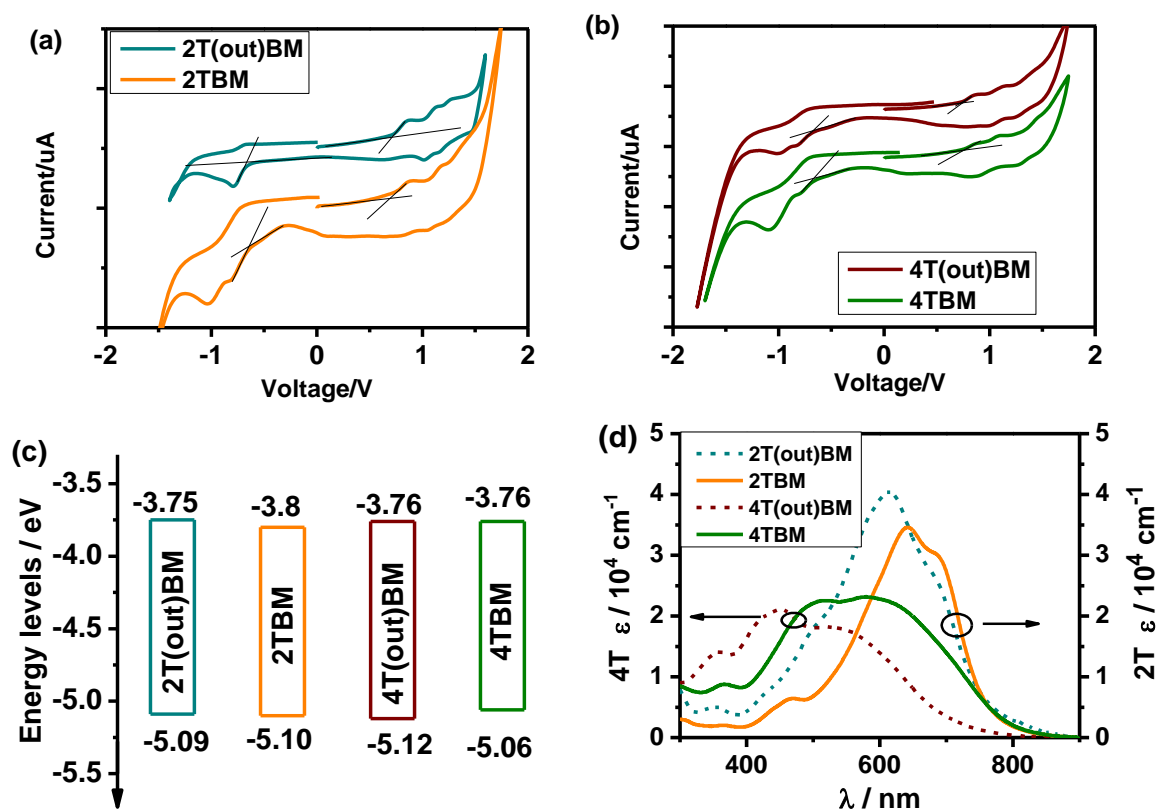 (a)
2T(out)BM
2TBM
Current/uA
-2
-1
0
1
2
Voltage/V
(b)
4T(out)BM
4TBM
Current/uA
-2
-1
0
1
2
Voltage/V
(c)
Energy levels / eV
-3.5
-4.0
-4.5
-5.0
-5.5
-3.75
-3.8
-3.76
-3.76
2T(out)BM
2TBM
4T(out)BM
4TBM
-5.09
-5.10
-5.12
-5.06
(d)
2T(out)BM
2TBM
4T(out)BM
4TBM
4T ε / 10⁴ cm⁻¹
5
4
3
2
1
0
2T ε / 10⁴ cm⁻¹
5
4
3
2
1
0
400
600
800
λ / nm